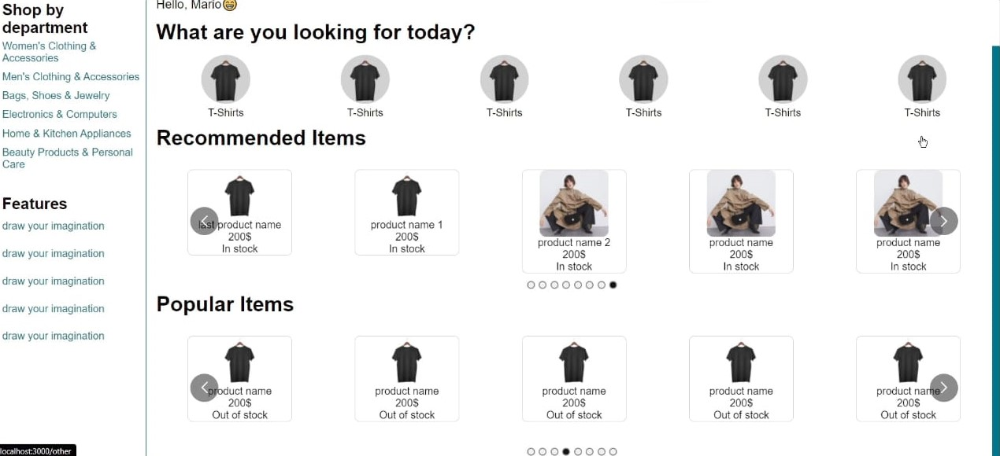 Shop by
department
Women's Clothing &
Accessories
Men's Clothing & Accessories
Bags, Shoes & Jewelry
Electronics & Computers
Home & Kitchen Appliances
Beauty Products & Personal
Care
Features
draw your imagination
draw your imagination
draw your imagination
draw your imagination
draw your imagination
Hello, Mario😁
What are you looking for today?
T-Shirts
T-Shirts
T-Shirts
T-Shirts
T-Shirts
T-Shirts
Recommended Items
last product name
200$
In stock
product name 1
200$
In stock
product name 2
200$
In stock
product name
200$
In stock
product name
200$
In stock
Popular Items
product name
200$
Out of stock
product name
200$
Out of stock
product name
200$
Out of stock
product name
200$
Out of stock
product name
200$
Out of stock
localhost:3000/other